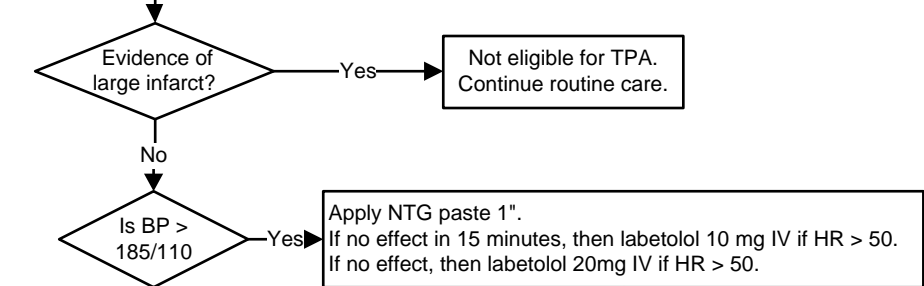 Evidence of
large infarct?
Yes
Not eligible for TPA.
Continue routine care.
No
Is BP >
185/110
Yes
Apply NTG paste 1".
If no effect in 15 minutes, then labetolol 10 mg IV if HR > 50.
If no effect, then labetolol 20mg IV if HR > 50.